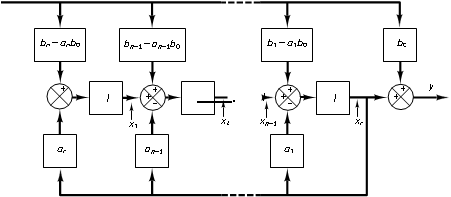 bn−anb0 bn−1−an−1b0 b1−a1b0 b0
+ + + + + +
− −
I I y
x1 x2 xn−1 xn
an an−1 a1